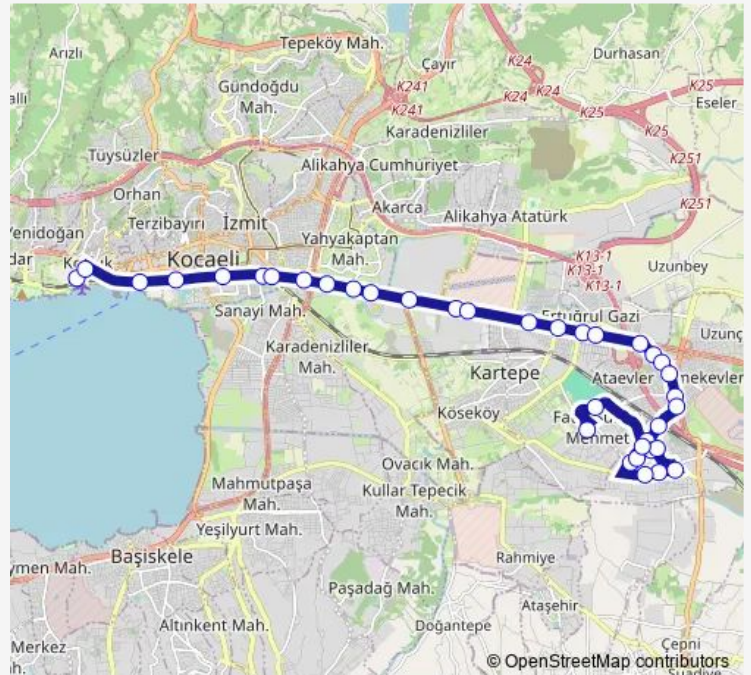 Tepeköy Mah.
Arızlı
Durhasan
Çayır
K24
K241
K24
K24
K25
Gündoğdu
Mah.
K241
K25
K25
Eseler
Karadenizliler
K25
Tüysüzler
Alikahya Cumhuriyet
K251
Orhan
Akarca
K251
Yenidoğan
Terzibayırı
İzmit
Alikahya Atatürk
Yahyakaptan
Mah.
K13-1
Kocaeli
K13-1
Uzunbey
K13-1
Sanayi Mah.
Ertuğrul Gazi
Karadenizliler
Mah.
Kartepe
Ataevler
Köseköy
Mehmet
Ovacık Mah.
Mahmutpaşa
Mah.
Kullar Tepecik
Mah.
Yeşilyurt Mah.
Başiskele
Rahmiye
Paşadağ Mah.
Ataşehir
Altınkent Mah.
Doğantepe
Merkez
Çepni
© OpenStreetMap contributors